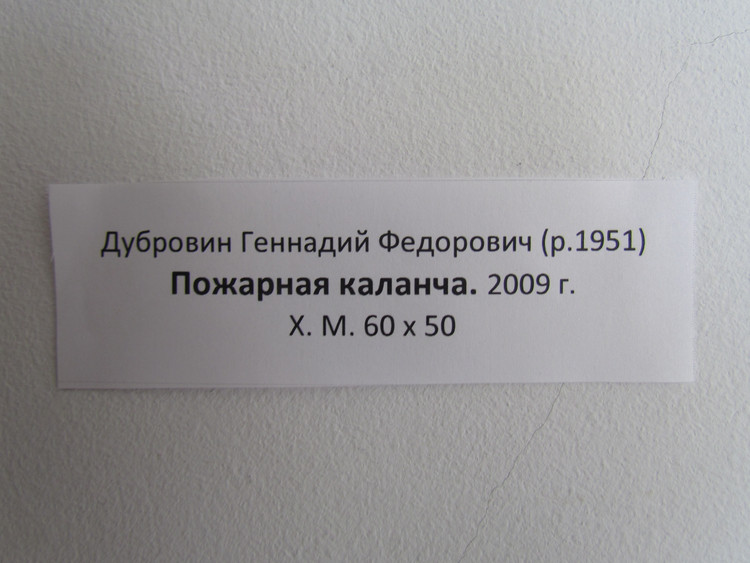 Дубровин Геннадий Федорович (р.1951)
Пожарная каланча. 2009 г.
Х. М. 60 х 50